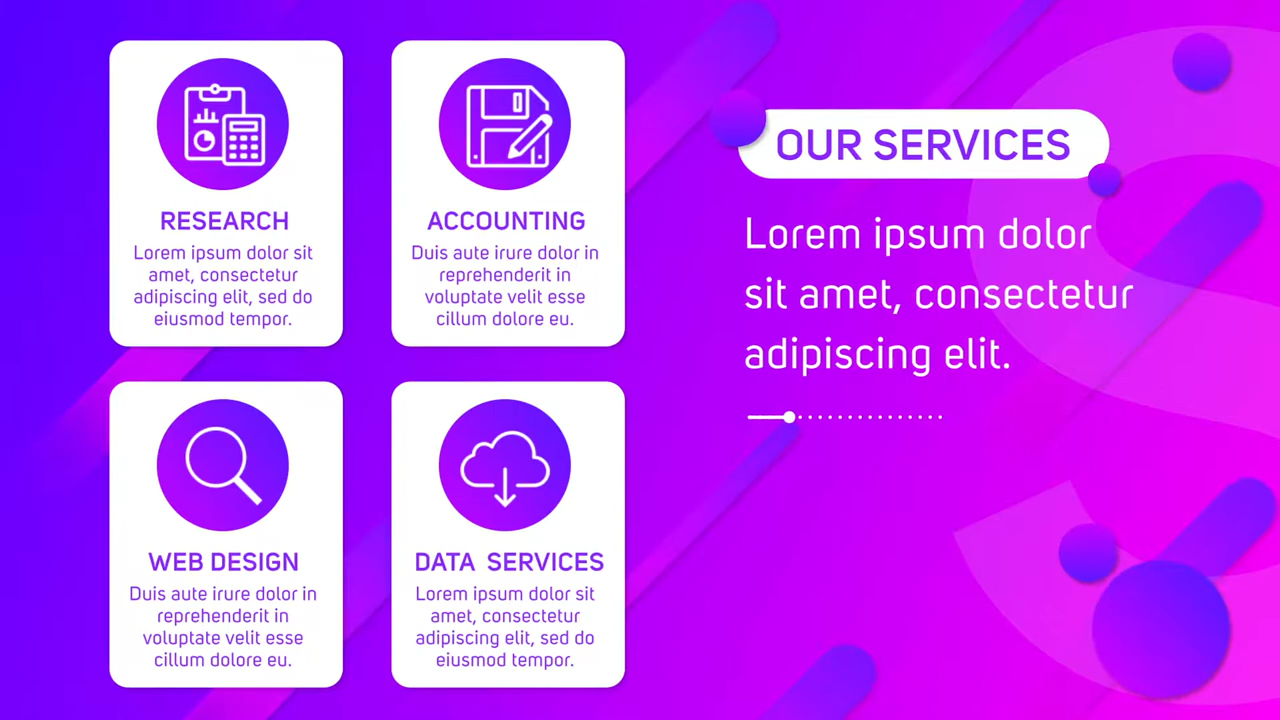 OUR SERVICES
Lorem ipsum dolor
sit amet, consectetur
adipiscing elit.
RESEARCH
Lorem ipsum dolor sit
amet, consectetur
adipiscing elit, sed do
eiusmod tempor.
ACCOUNTING
Duis aute irure dolor in
reprehenderit in
voluptate velit esse
cillum dolore eu.
WEB DESIGN
Duis aute irure dolor in
reprehenderit in
voluptate velit esse
cillum dolore eu.
DATA  SERVICES
Lorem ipsum dolor sit
amet, consectetur
adipiscing elit, sed do
eiusmod tempor.
S